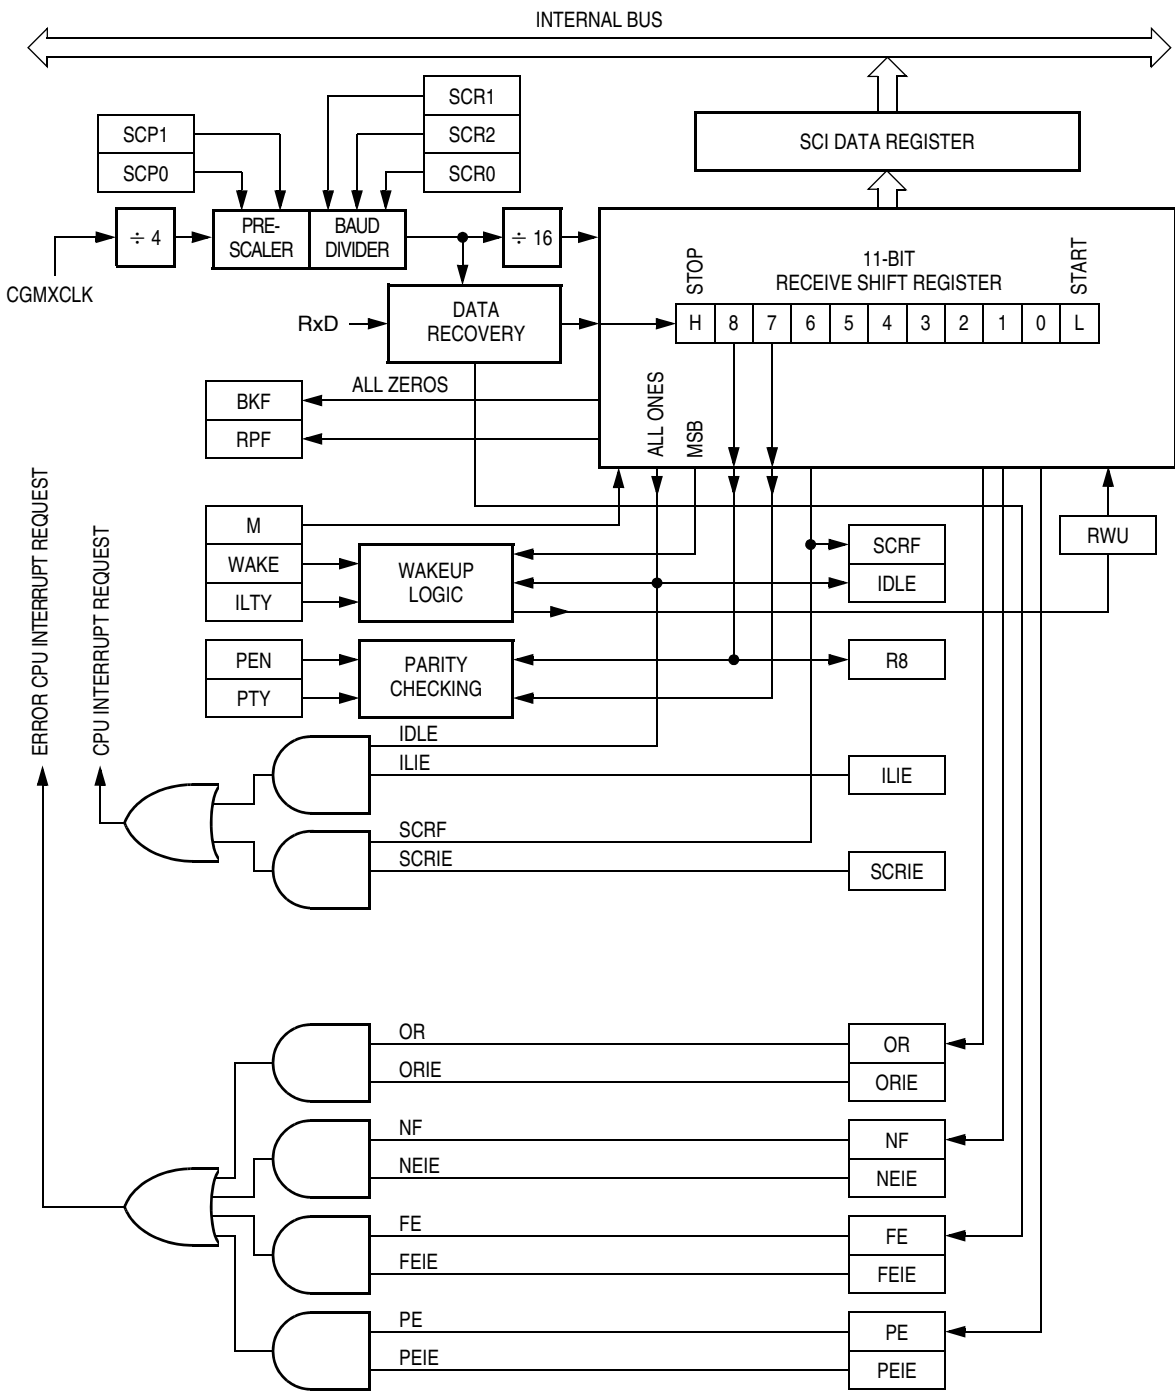 INTERNAL BUS
SCR1
SCP1
SCR2
SCI DATA REGISTER
SCP0
SCR0
÷ 4
PRE-
SCALER
BAUD
DIVIDER
÷ 16
STOP
11-BIT
RECEIVE SHIFT REGISTER
START
CGMXCLK
RxD
DATA
RECOVERY
H 8 7 6 5 4 3 2 1 0 L
ALL ZEROS
BKF
RPF
ALL ONES
MSB
ERROR CPU INTERRUPT REQUEST
CPU INTERRUPT REQUEST
M
WAKE
ILTY
WAKEUP
LOGIC
SCRF
IDLE
RWU
PEN
PTY
PARITY
CHECKING
R8
IDLE
ILIE
ILIE
SCRF
SCRIE
SCRIE
OR
OR
ORIE
ORIE
NF
NF
NEIE
NEIE
FE
FE
FEIE
FEIE
PE
PE
PEIE
PEIE